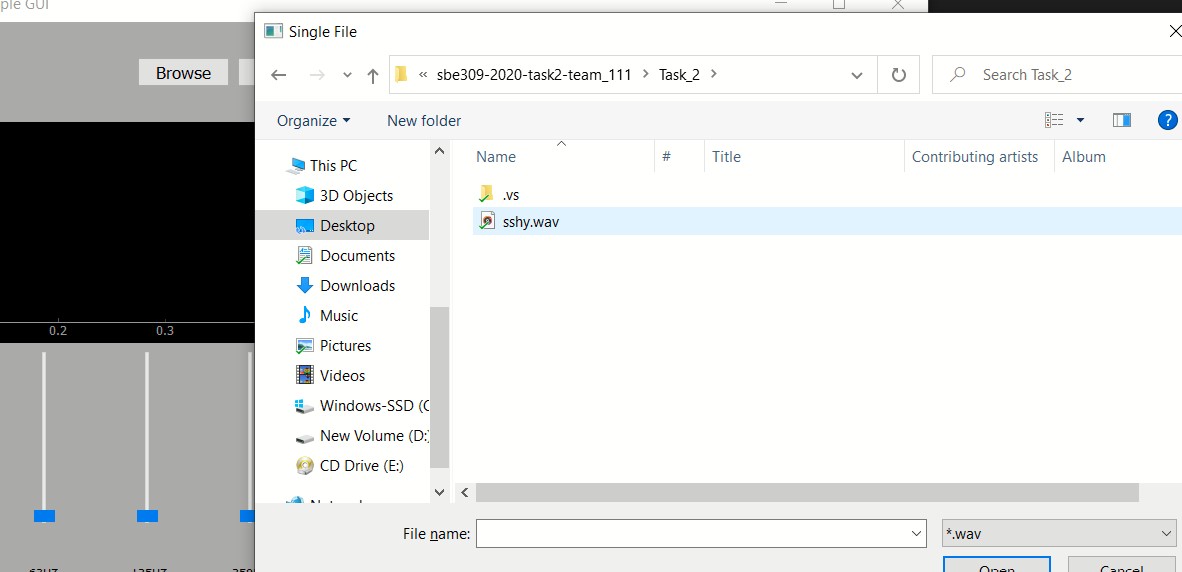 ple GUI
Single File
Browse
« sbe309-2020-task2-team_111 > Task_2 >
Search Task_2
Organize
New folder
?
Name
#
Title
Contributing artists
Album
This PC
3D Objects
Desktop
Documents
Downloads
Music
Pictures
Videos
Windows-SSD (C
New Volume (D:
CD Drive (E:)
.vs
sshy.wav
0.2
0.3
File name:
*.wav
Open
Cancel